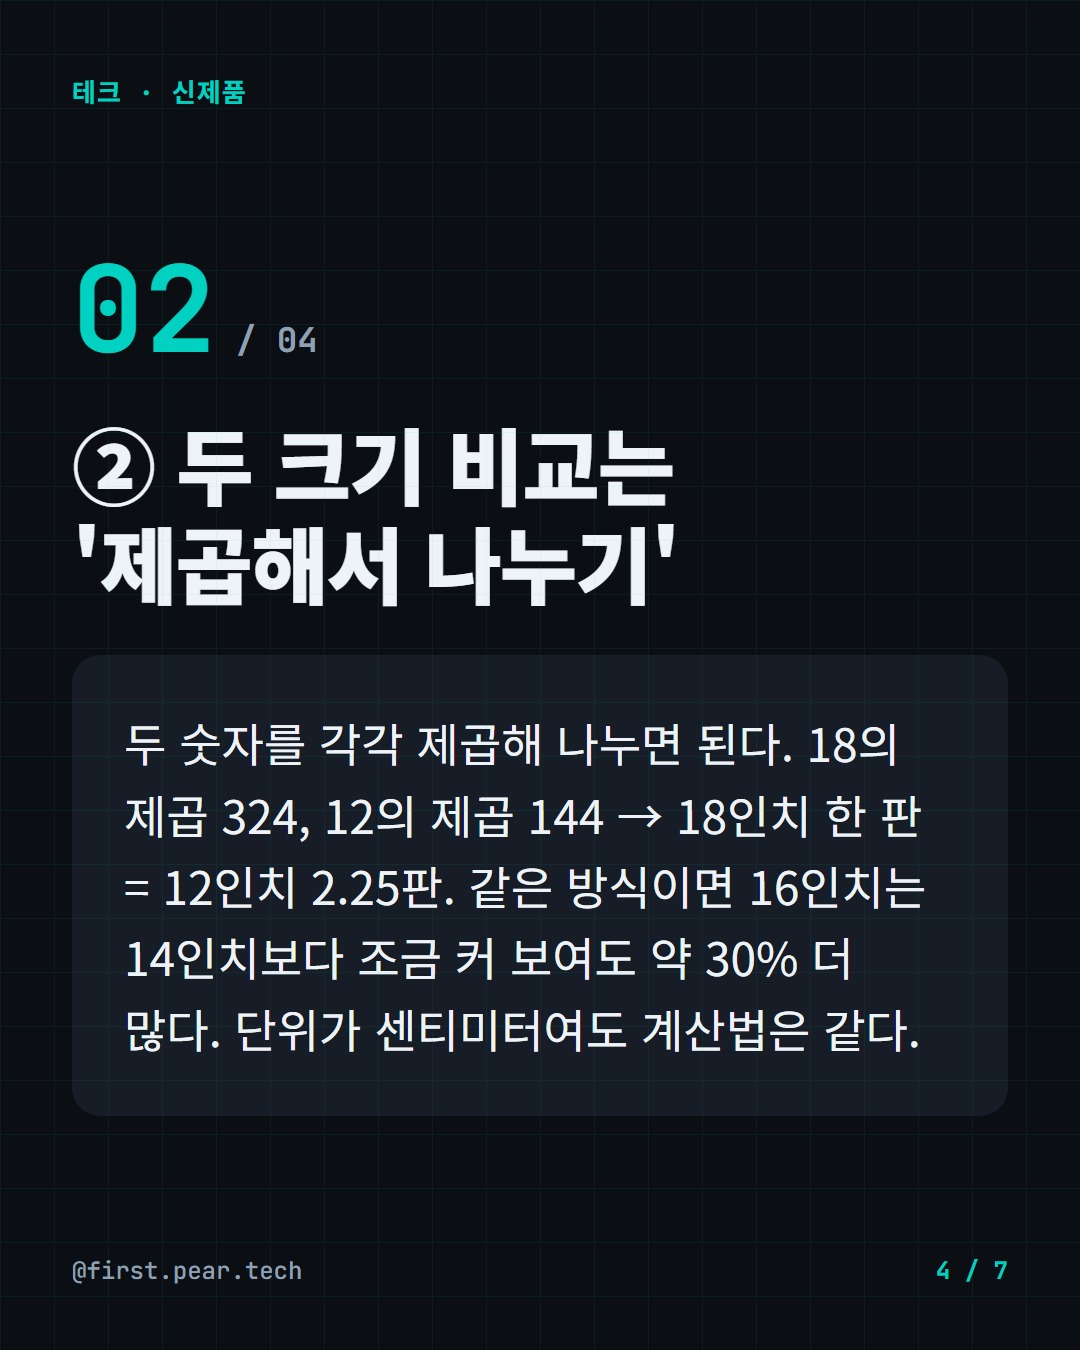 테크 · 신제품
02 / 04
② 두 크기 비교는
'제곱해서 나누기'
두 숫자를 각각 제곱해 나누면 된다. 18의
제곱 324, 12의 제곱 144 → 18인치 한 판
= 12인치 2.25판. 같은 방식이면 16인치는
14인치보다 조금 커 보여도 약 30% 더
많다. 단위가 센티미터여도 계산법은 같다.
@first.pear.tech
4 / 7